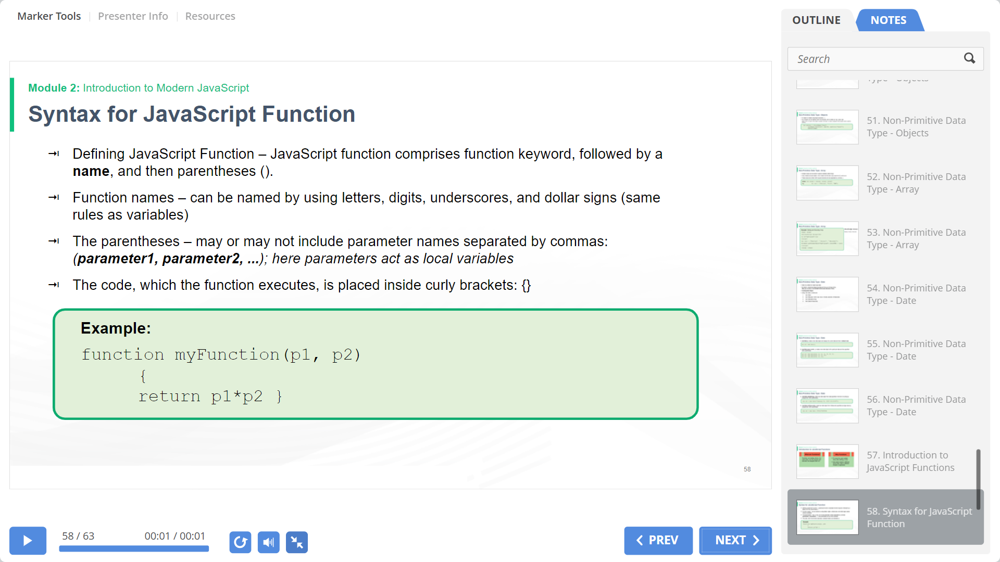 Marker Tools
Presenter Info
Resources
OUTLINE
NOTES
Search
Module 2: Introduction to Modern JavaScript
Syntax for JavaScript Function
Defining JavaScript Function – JavaScript function comprises function keyword, followed by a
name, and then parentheses ().
Function names – can be named by using letters, digits, underscores, and dollar signs (same
rules as variables)
The parentheses – may or may not include parameter names separated by commas:
(parameter1, parameter2, ...); here parameters act as local variables
The code, which the function executes, is placed inside curly brackets: {}
Example:
function myFunction(p1, p2)
{
return p1*p2 }
58
Type - Objects
51. Non-Primitive Data
Type - Objects
52. Non-Primitive Data
Type - Array
53. Non-Primitive Data
Type - Array
54. Non-Primitive Data
Type - Date
55. Non-Primitive Data
Type - Date
56. Non-Primitive Data
Type - Date
57. Introduction to
JavaScript Functions
58. Syntax for JavaScript
Function
58 / 63
00:01 / 00:01
PREV
NEXT